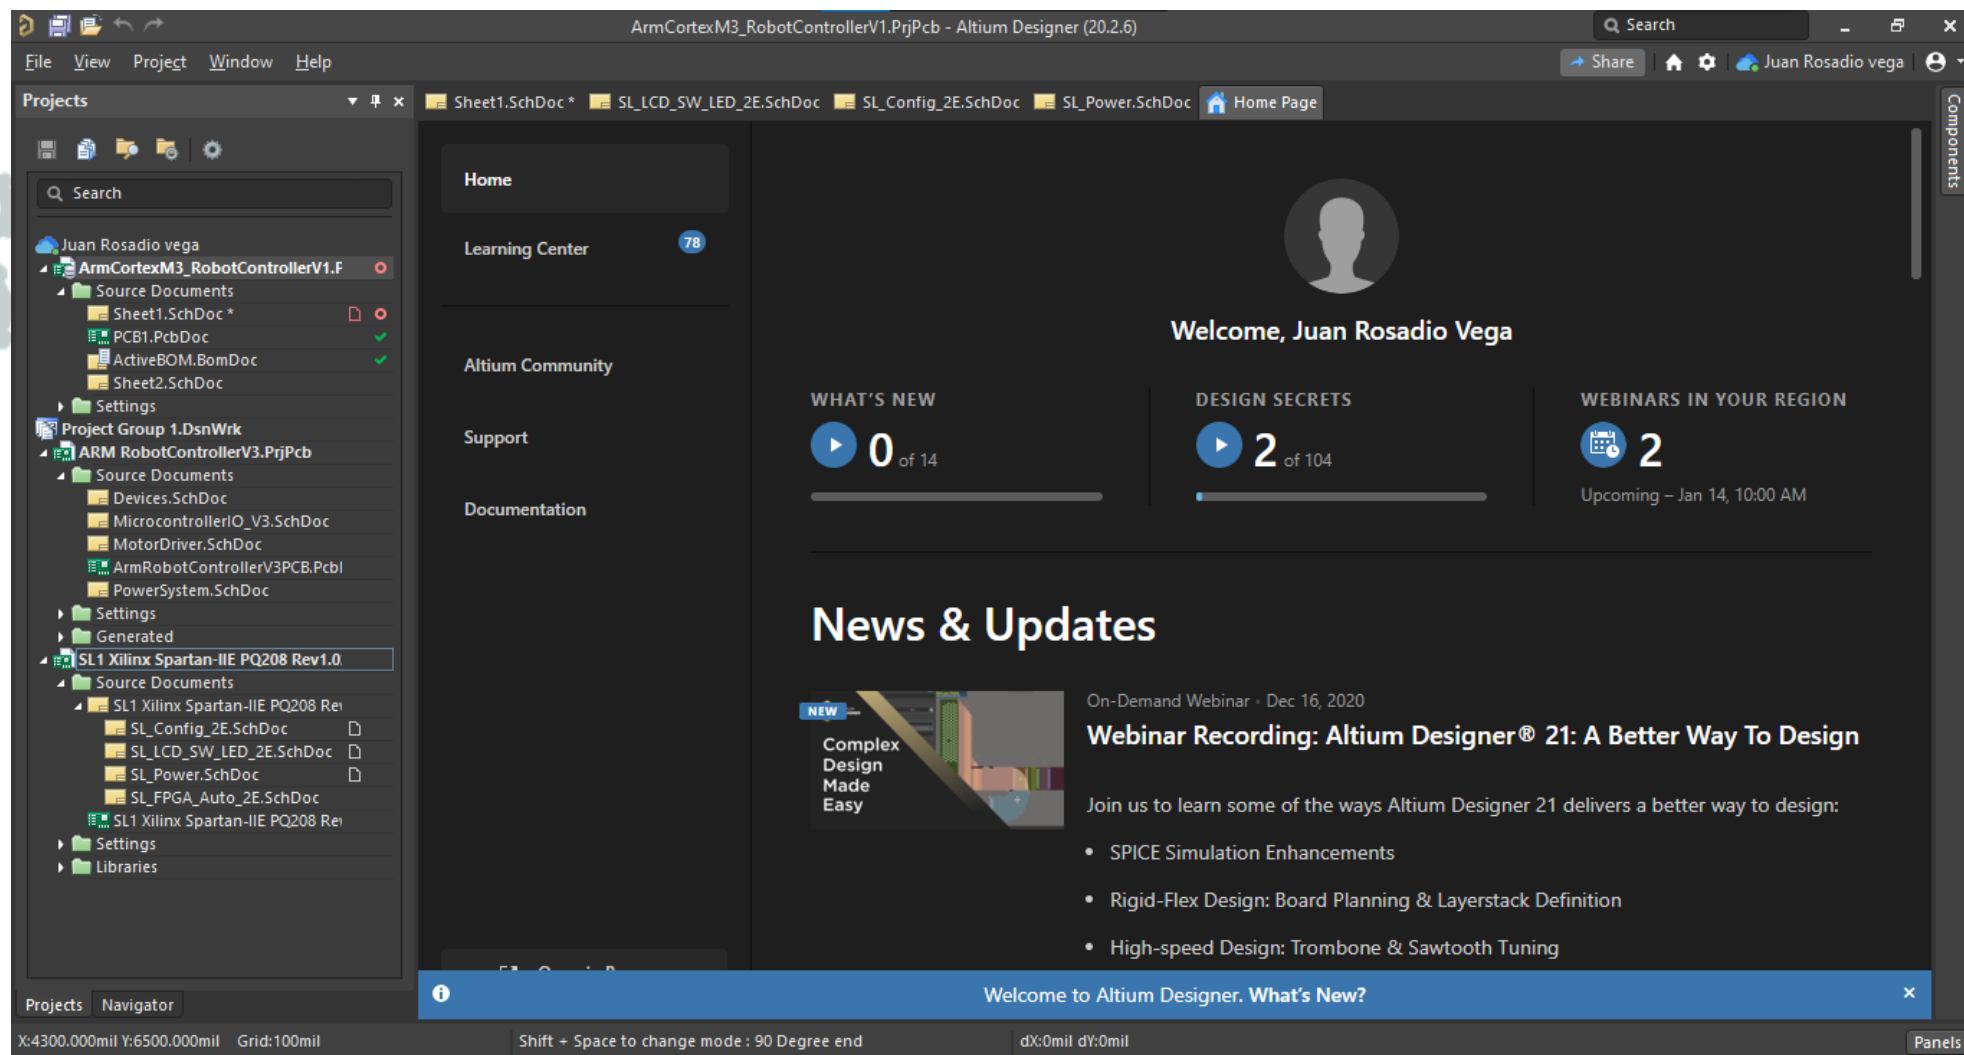 ArmCortexM3_RobotControllerV1.PrjPcb - Altium Designer (20.2.6)
Search
File View Project Window Help
Share
Juan Rosadio vega
Projects
Sheet1.SchDoc *
SL_LCD_SW_LED_2E.SchDoc
SL_Config_2E.SchDoc
SL_Power.SchDoc
Home Page
Components
Search
Juan Rosadio vega
ArmCortexM3_RobotControllerV1.F
Source Documents
Sheet1.SchDoc *
PCB1.PcbDoc
ActiveBOM.BomDoc
Sheet2.SchDoc
Settings
Project Group 1.DsnWrk
ARM RobotControllerV3.PrjPcb
Source Documents
Devices.SchDoc
MicrocontrollerIO_V3.SchDoc
MotorDriver.SchDoc
ArmRobotControllerV3PCB.Pcb
PowerSystem.SchDoc
Settings
Generated
SL1 Xilinx Spartan-IIE PQ208 Rev1.0
Source Documents
SL1 Xilinx Spartan-IIE PQ208 Re
SL_Config_2E.SchDoc
SL_LCD_SW_LED_2E.SchDoc
SL_Power.SchDoc
SL_FPGA_Auto_2E.SchDoc
SL1 Xilinx Spartan-IIE PQ208 Re
Settings
Libraries
Projects Navigator
Home
Learning Center 78
Altium Community
Support
Documentation
Welcome, Juan Rosadio Vega
WHAT'S NEW
0 of 14
DESIGN SECRETS
2 of 104
WEBINARS IN YOUR REGION
2
Upcoming – Jan 14, 10:00 AM
News & Updates
NEW
Complex
Design
Made
Easy
On-Demand Webinar • Dec 16, 2020
Webinar Recording: Altium Designer® 21: A Better Way To Design
Join us to learn some of the ways Altium Designer 21 delivers a better way to design:
• SPICE Simulation Enhancements
• Rigid-Flex Design: Board Planning & Layerstack Definition
• High-speed Design: Trombone & Sawtooth Tuning
Welcome to Altium Designer. What's New?
X:4300.000mil Y:6500.000mil Grid:100mil
Shift + Space to change mode : 90 Degree end
dX:0mil dY:0mil
Panels